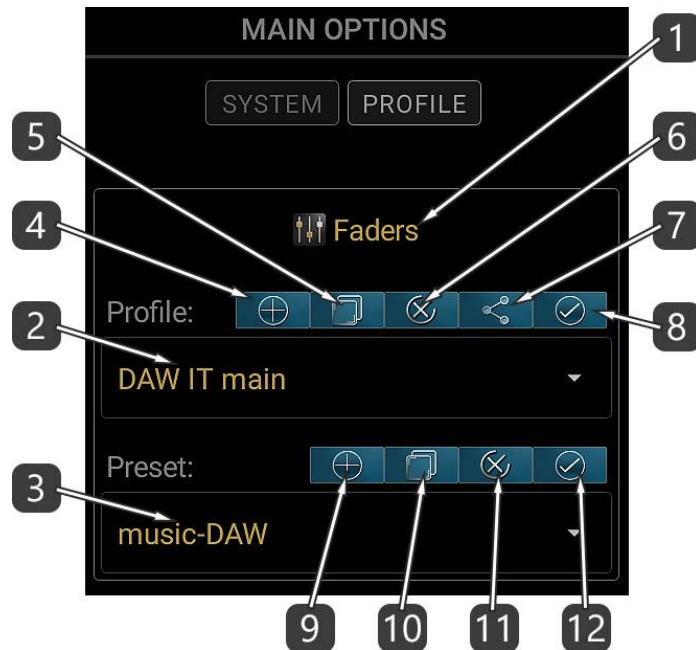 MAIN OPTIONS
1
SYSTEM PROFILE
5
6
4
Faders
7
Profile:
8
2
DAW IT main
Preset:
3
music-DAW
9 10 11 12